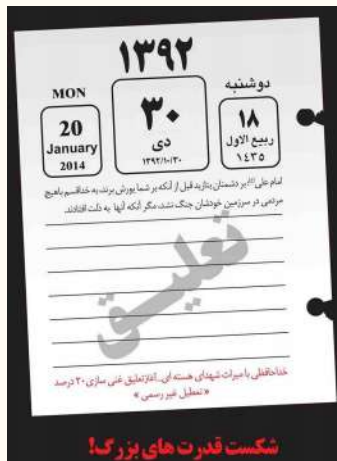 ۱۳۹۲
MON
20
January
2014
۳۰
دی
۱۳۹۲/۱۰/۳۰
دوشنبه
۱۸
ربیع الاول
۱٤۳٥
امام علی(ع): بر دشمنان بتازید قبل از آنکه بر شما یورش برند، به خدا قسم با هیچ
مردمی در سرزمین خودشان جنگ نشد، مگر آنکه آنها به ذلت افتادند.
تعلیق
خداحافظی با میراث شهدای هسته ای...آغاز تعلیق غنی سازی ۲۰ درصد
« تعطیل غیر رسمی »
شکست قدرت های بزرگ!